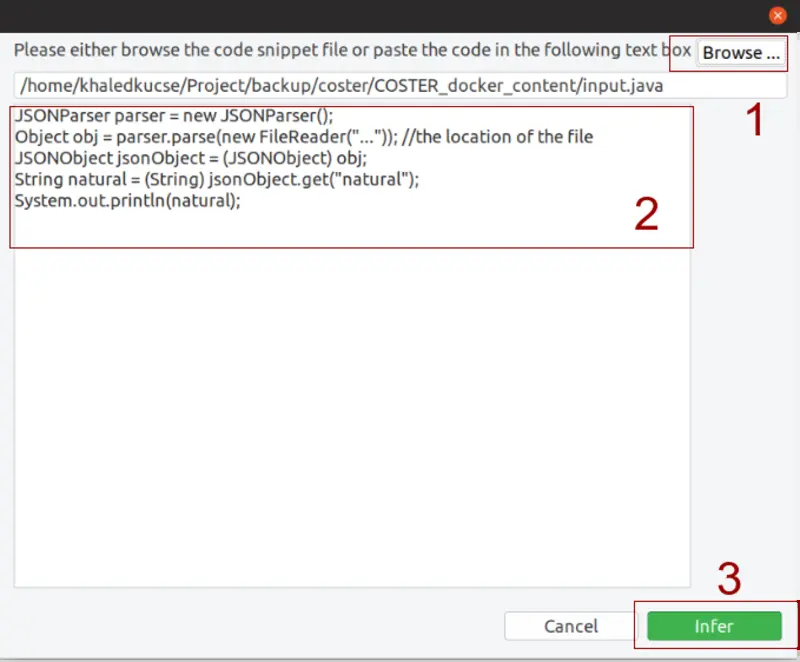 Please either browse the code snippet file or paste the code in the following text box
Browse ...
/home/khaledkucse/Project/backup/coster/COSTER_docker_content/input.java
1
JSONParser parser = new JSONParser();
Object obj = parser.parse(new FileReader("...")); //the location of the file
JSONObject jsonObject = (JSONObject) obj;
String natural = (String) jsonObject.get("natural");
System.out.println(natural);
2
3
Cancel
Infer